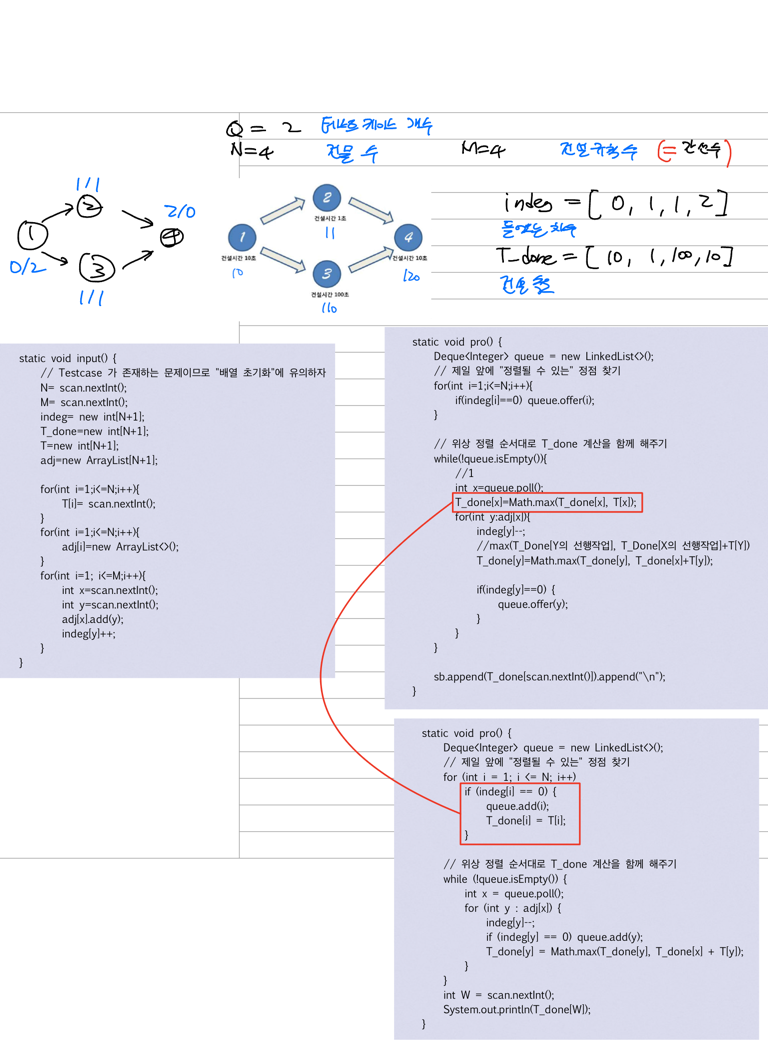 Q = 2 테스트 케이스 개수
N=4 건물 수 M=4 건설규칙 수 (= 간선수)
1/1
2
2/0
1
4
3
0/2
1/1
2
건설시간 1초
11
1
건설시간 10초
10
4
건설시간 10초
120
3
건설시간 100초
110
indeg = [ 0, 1, 1, 2 ]
들어오는 차수
T_done = [ 10, 1, 100, 10 ]
static void input() {
// Testcase 가 존재하는 문제이므로 "배열 초기화"에 유의하자
N= scan.nextInt();
M= scan.nextInt();
indeg= new int[N+1];
T_done=new int[N+1];
T=new int[N+1];
adj=new ArrayList[N+1];
for(int i=1;i<=N;i++){
T[i]= scan.nextInt();
}
for(int i=1;i<=N;i++){
adj[i]=new ArrayList<>();
}
for(int i=1; i<=M;i++){
int x=scan.nextInt();
int y=scan.nextInt();
adj[x].add(y);
indeg[y]++;
}
}
static void pro() {
Deque<Integer> queue = new LinkedList<>();
// 제일 앞에 "정렬될 수 있는" 정점 찾기
for(int i=1;i<=N;i++){
if(indeg[i]==0) queue.offer(i);
}
// 위상 정렬 순서대로 T_done 계산을 함께 해주기
while(!queue.isEmpty()){
//1
int x=queue.poll();
T_done[x]=Math.max(T_done[x], T[x]);
for(int y:adj[x]){
indeg[y]--;
//max(T_Done[Y의 선행작업], T_Done[X의 선행작업]+T[Y])
T_done[y]=Math.max(T_done[y], T_done[x]+T[y]);
if(indeg[y]==0) {
queue.offer(y);
}
}
}
sb.append(T_done[scan.nextInt()]).append("\n");
}
static void pro() {
Deque<Integer> queue = new LinkedList<>();
// 제일 앞에 "정렬될 수 있는" 정점 찾기
for (int i = 1; i <= N; i++)
if (indeg[i] == 0) {
queue.add(i);
T_done[i] = T[i];
}
// 위상 정렬 순서대로 T_done 계산을 함께 해주기
while (!queue.isEmpty()) {
int x = queue.poll();
for (int y : adj[x]) {
indeg[y]--;
if (indeg[y] == 0) queue.add(y);
T_done[y] = Math.max(T_done[y], T_done[x] + T[y]);
}
}
int W = scan.nextInt();
System.out.println(T_done[W]);
}